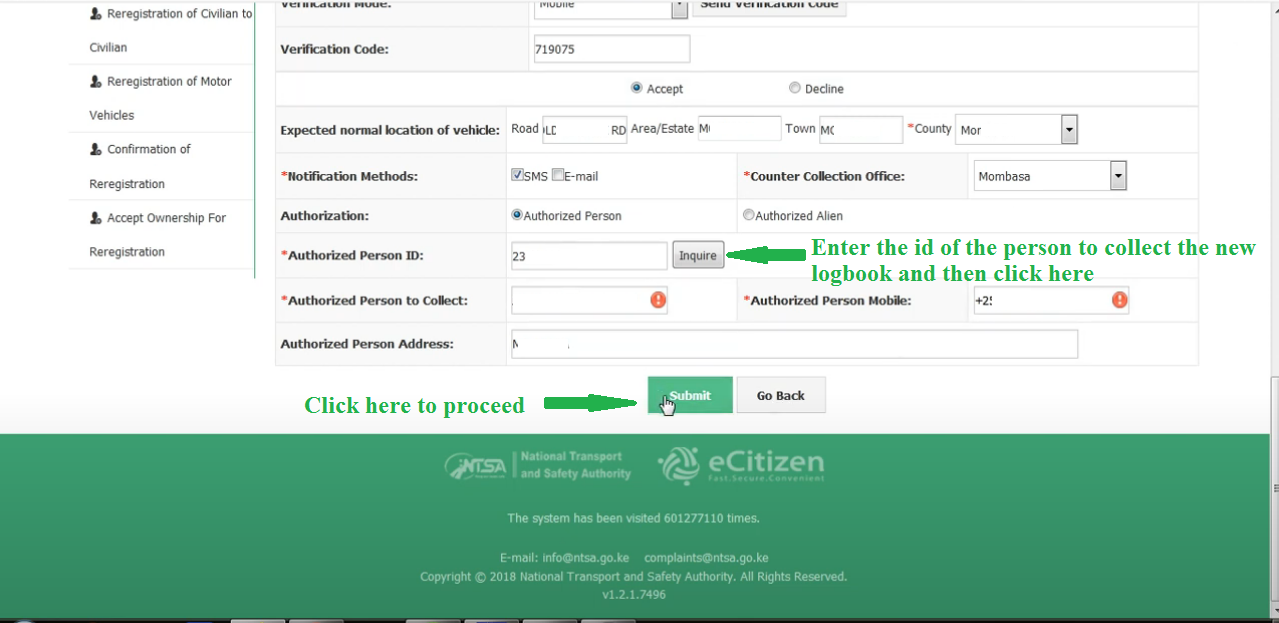 Verification Mode: Mobile Send Verification Code
Reregistration of Civilian to
Civilian
Verification Code: 719075
Reregistration of Motor
Vehicles
Accept Decline
Expected normal location of vehicle: Road RD Area/Estate Town *County Mor
Confirmation of
Reregistration
*Notification Methods: SMS E-mail *Counter Collection Office: Mombasa
Accept Ownership For
Reregistration
Authorization: Authorized Person Authorized Alien
*Authorized Person ID: 23 Inquire
Enter the id of the person to collect the new
logbook and then click here
*Authorized Person to Collect: *Authorized Person Mobile: +25
Authorized Person Address:
Click here to proceed
Submit Go Back
NTSA National Transport
and Safety Authority
eCitizen
Fast.Secure.Convenient
The system has been visited 601277110 times.
E-mail: info@ntsa.go.ke complaints@ntsa.go.ke
Copyright © 2018 National Transport and Safety Authority. All Rights Reserved.
v1.2.1.7496